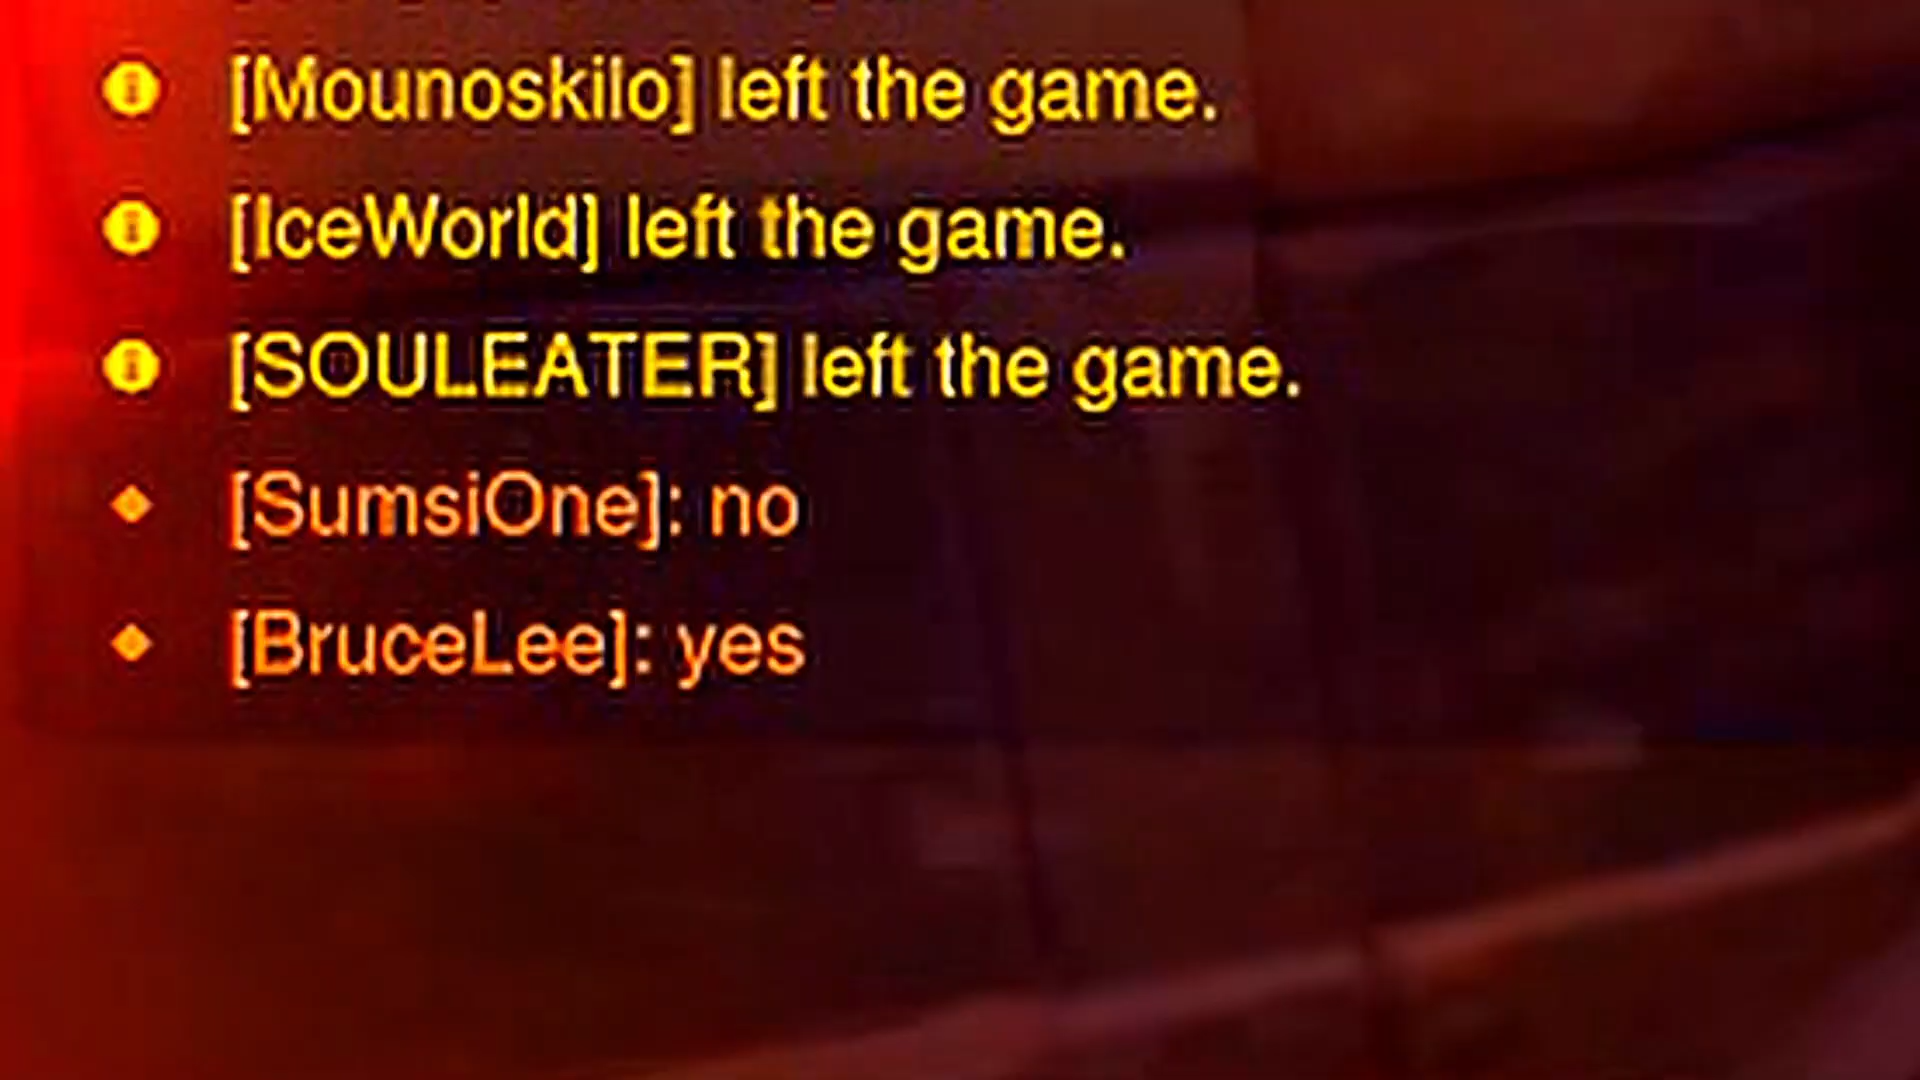 [Mounoskilo] left the game.
[IceWorld] left the game.
[SOULEATER] left the game.
[SumsiOne]: no
[BruceLee]: yes